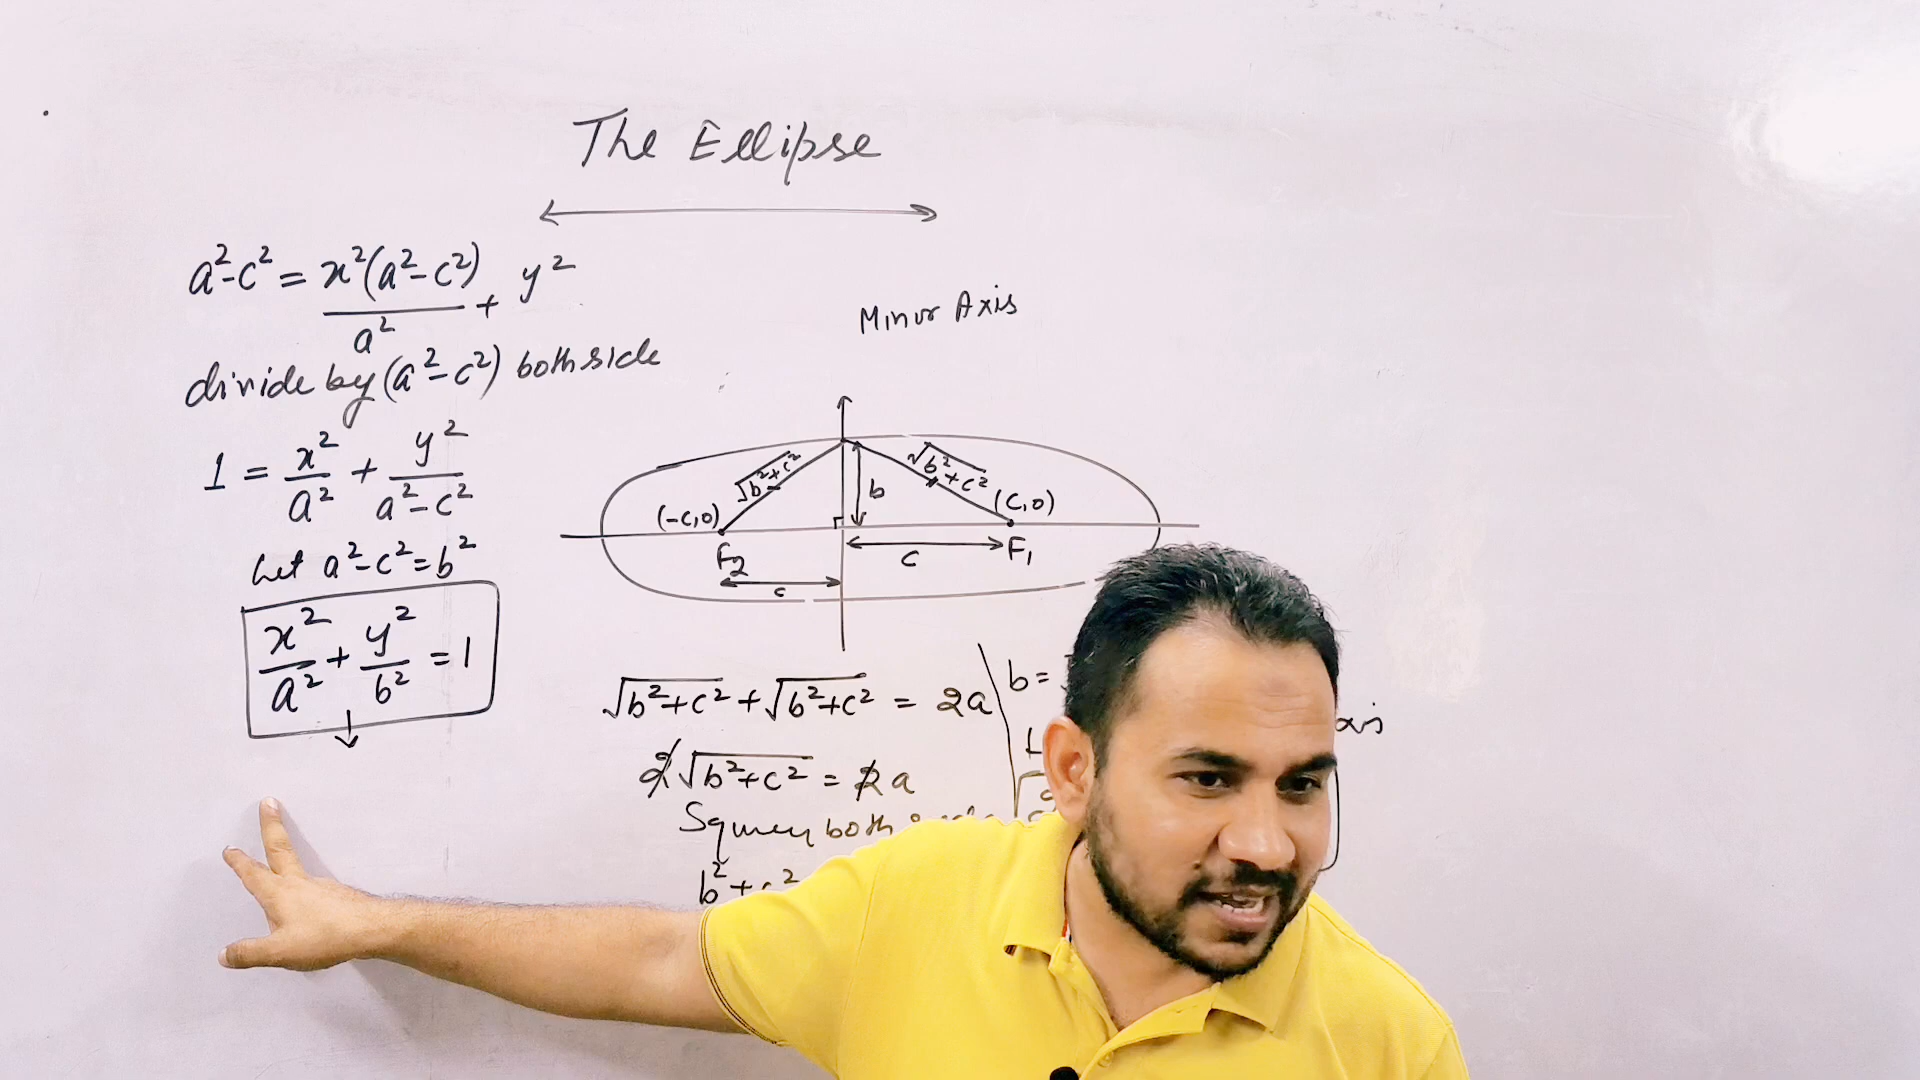 The Ellipse
a²-c² = x²(a²-c²)/a² + y²
divide by (a²-c²) both side
1 = x²/a² + y²/a²-c²
Let a²-c² = b²
x²/a² + y²/b² = 1
Minor Axis
√b²+c²
√b²+c²
b
(-c,0)
(c,0)
F₂
F₁
c
c
√b²+c² + √b²+c² = 2a
2√b²+c² = 2a
both
b²+c²
b=